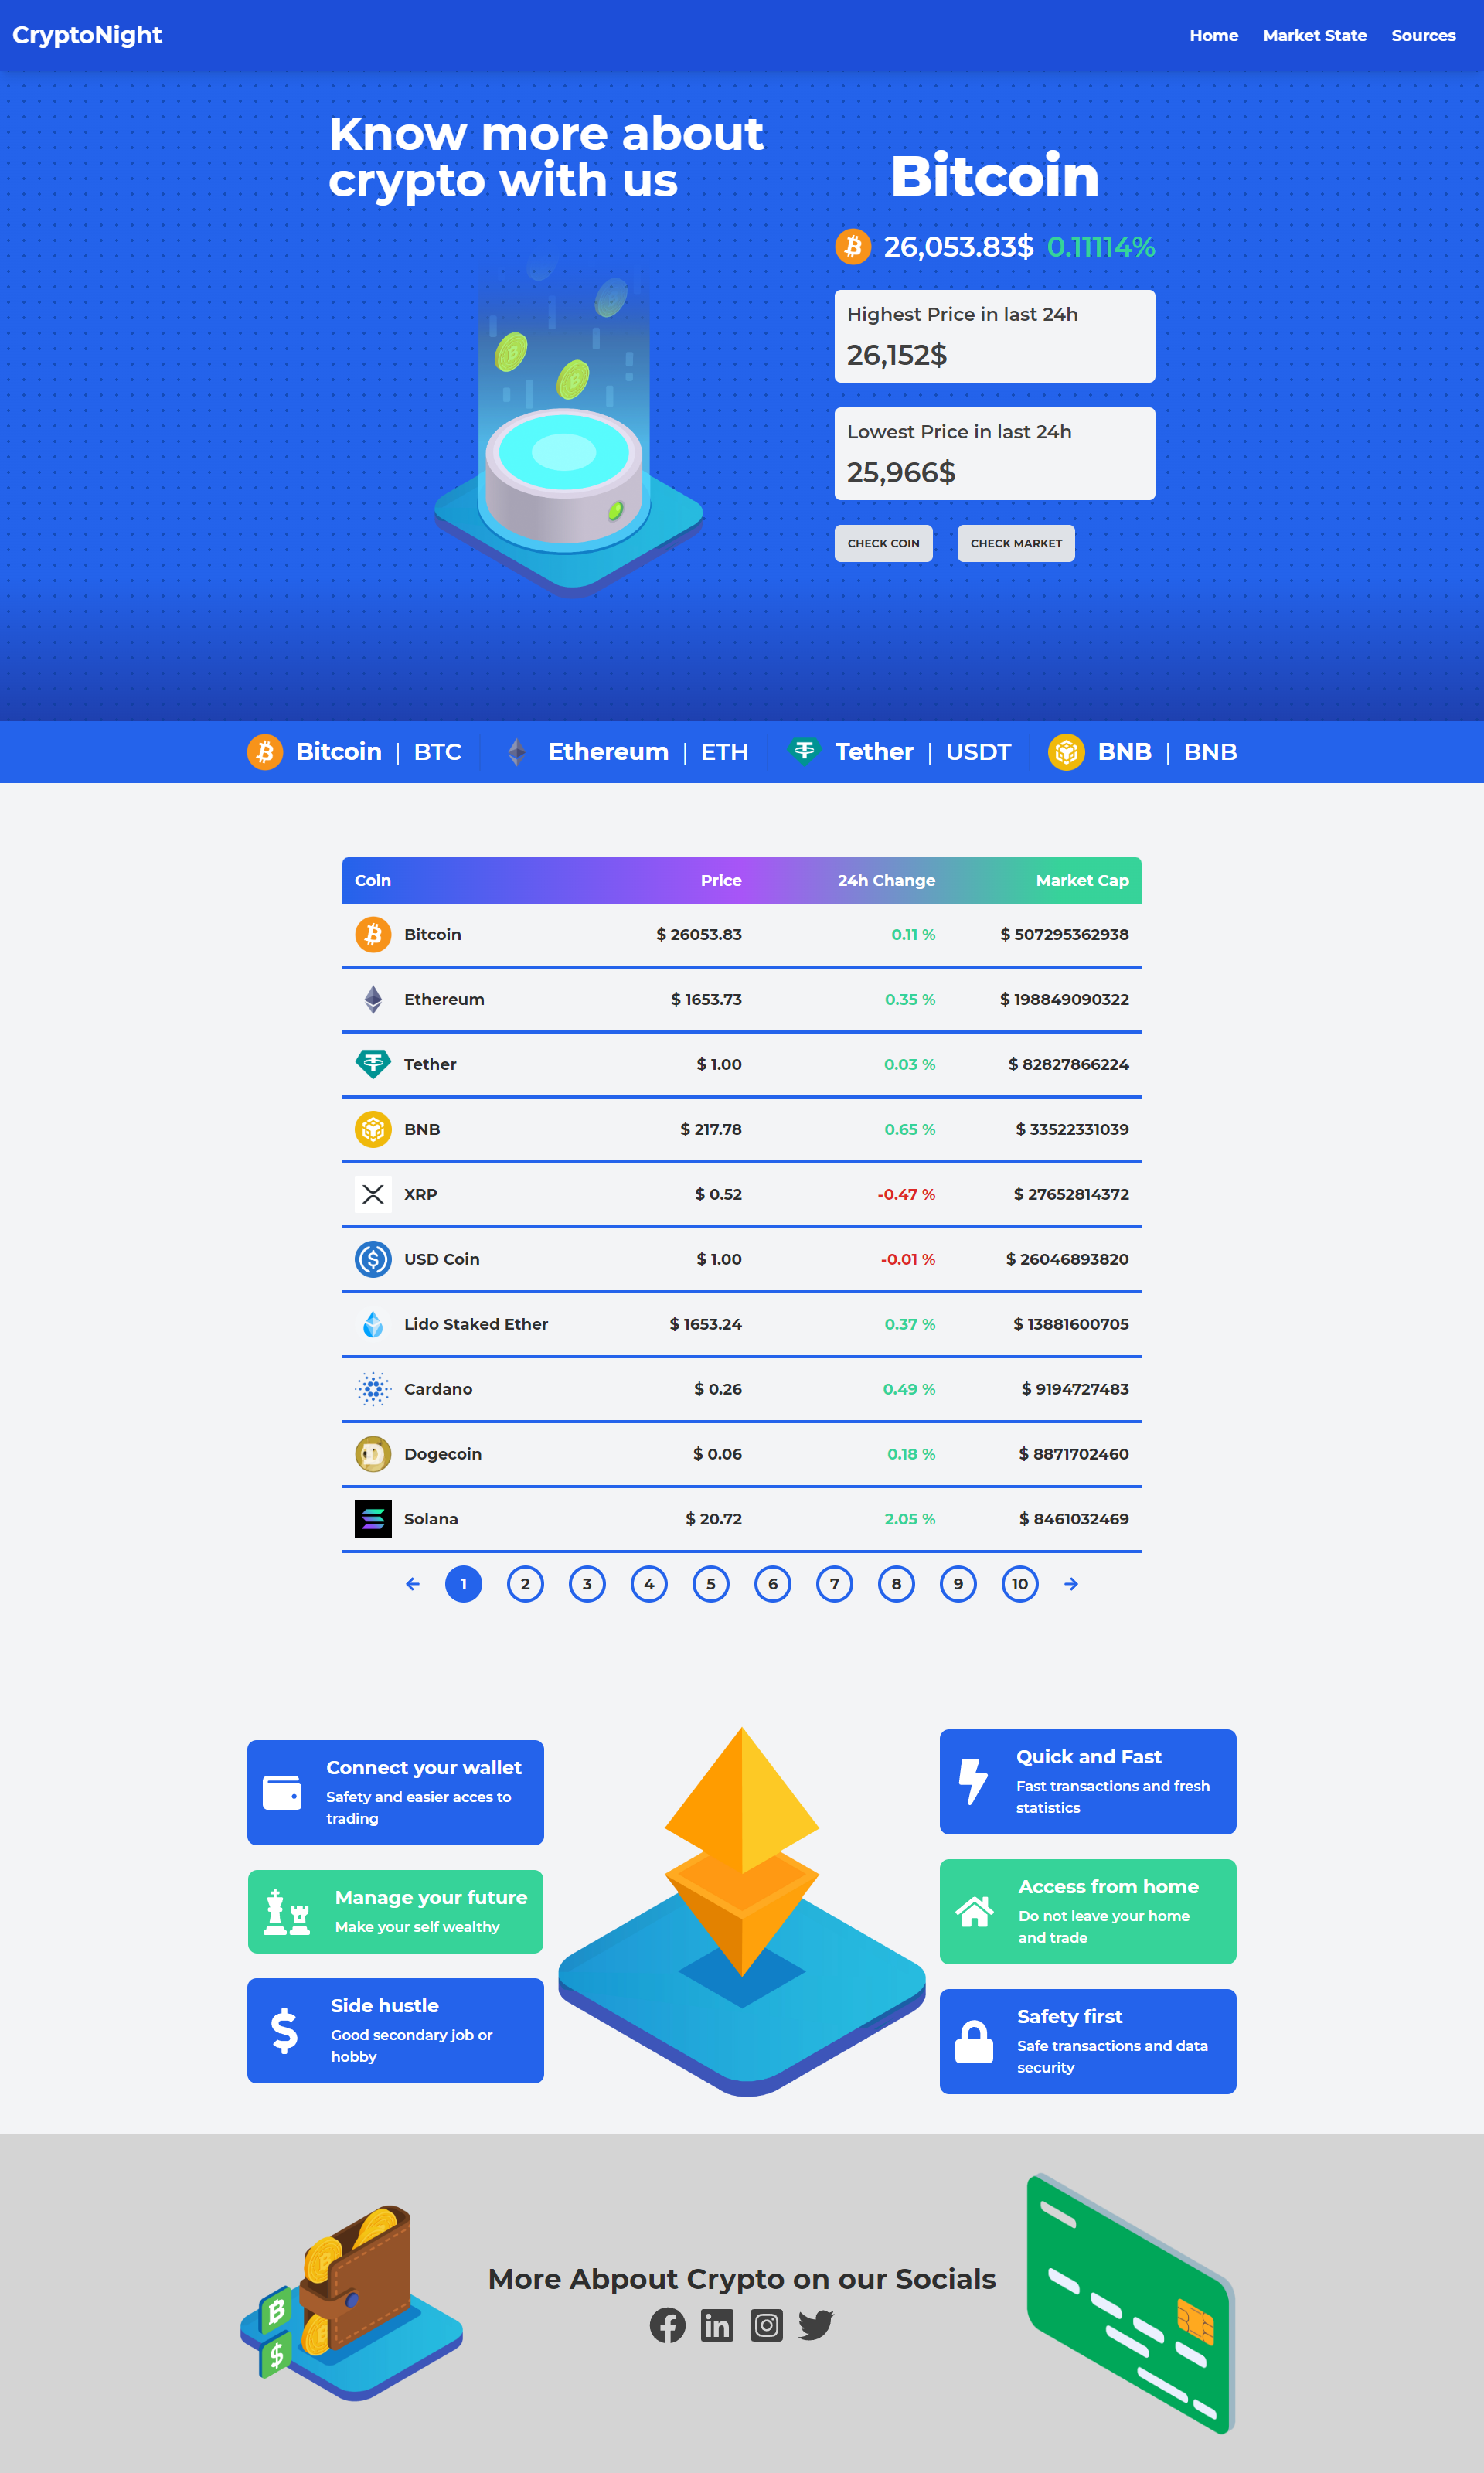 CryptoNight
Home Market State Sources
Know more about
crypto with us
Bitcoin
26,053.83$ 0.11114%
Highest Price in last 24h
26,152$
Lowest Price in last 24h
25,966$
CHECK COIN CHECK MARKET
Bitcoin | BTC Ethereum | ETH Tether | USDT BNB | BNB
Coin Price 24h Change Market Cap
Bitcoin $ 26053.83 0.11 % $ 507295362938
Ethereum $ 1653.73 0.35 % $ 198849090322
Tether $ 1.00 0.03 % $ 82827866224
BNB $ 217.78 0.65 % $ 33522331039
XRP $ 0.52 -0.47 % $ 27652814372
USD Coin $ 1.00 -0.01 % $ 26046893820
Lido Staked Ether $ 1653.24 0.37 % $ 13881600705
Cardano $ 0.26 0.49 % $ 9194727483
Dogecoin $ 0.06 0.18 % $ 8871702460
Solana $ 20.72 2.05 % $ 8461032469
1 2 3 4 5 6 7 8 9 10
Connect your wallet
Safety and easier acces to
trading
Manage your future
Make your self wealthy
Side hustle
Good secondary job or
hobby
Quick and Fast
Fast transactions and fresh
statistics
Access from home
Do not leave your home
and trade
Safety first
Safe transactions and data
security
More Abpout Crypto on our Socials